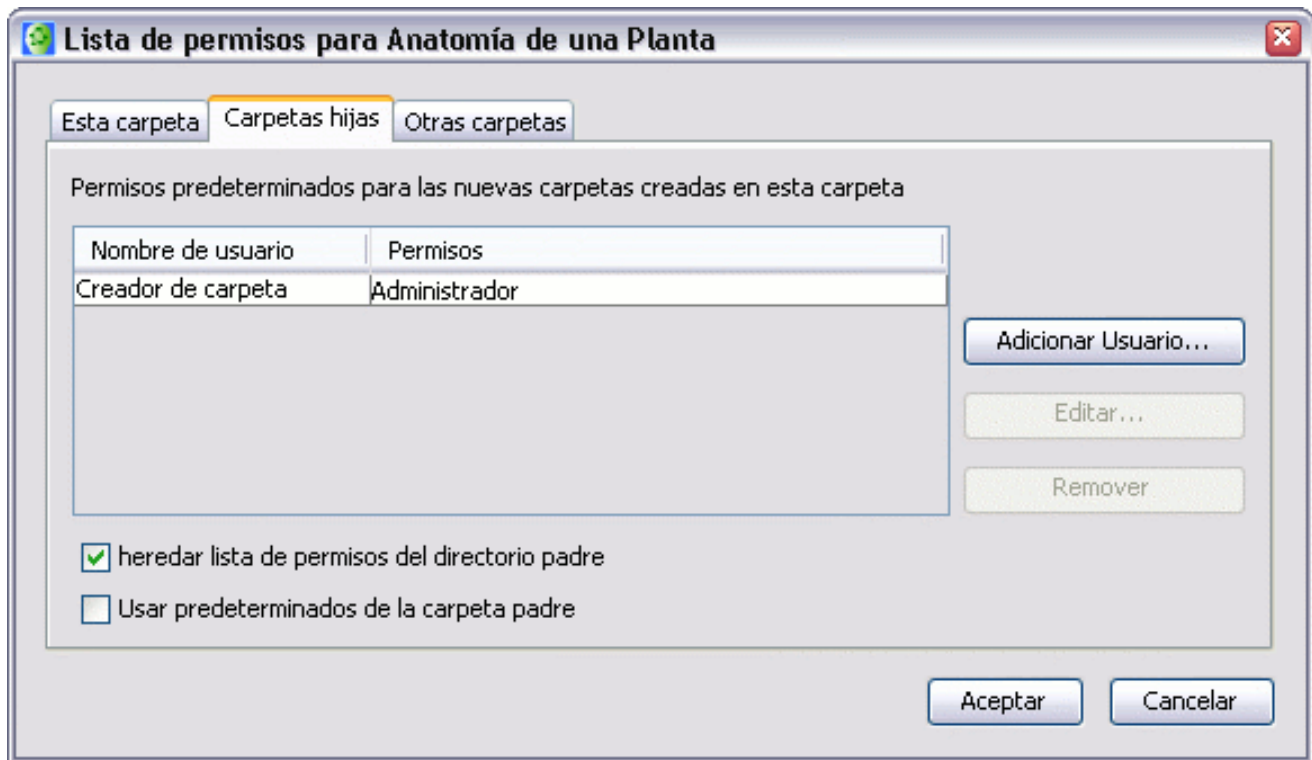 Lista de permisos para Anatomía de una Planta
Esta carpeta Carpetas hijas Otras carpetas
Permisos predeterminados para las nuevas carpetas creadas en esta carpeta
Nombre de usuario Permisos
Creador de carpeta Administrador
Adicionar Usuario...
Editar...
Remover
heredar lista de permisos del directorio padre
Usar predeterminados de la carpeta padre
Aceptar Cancelar